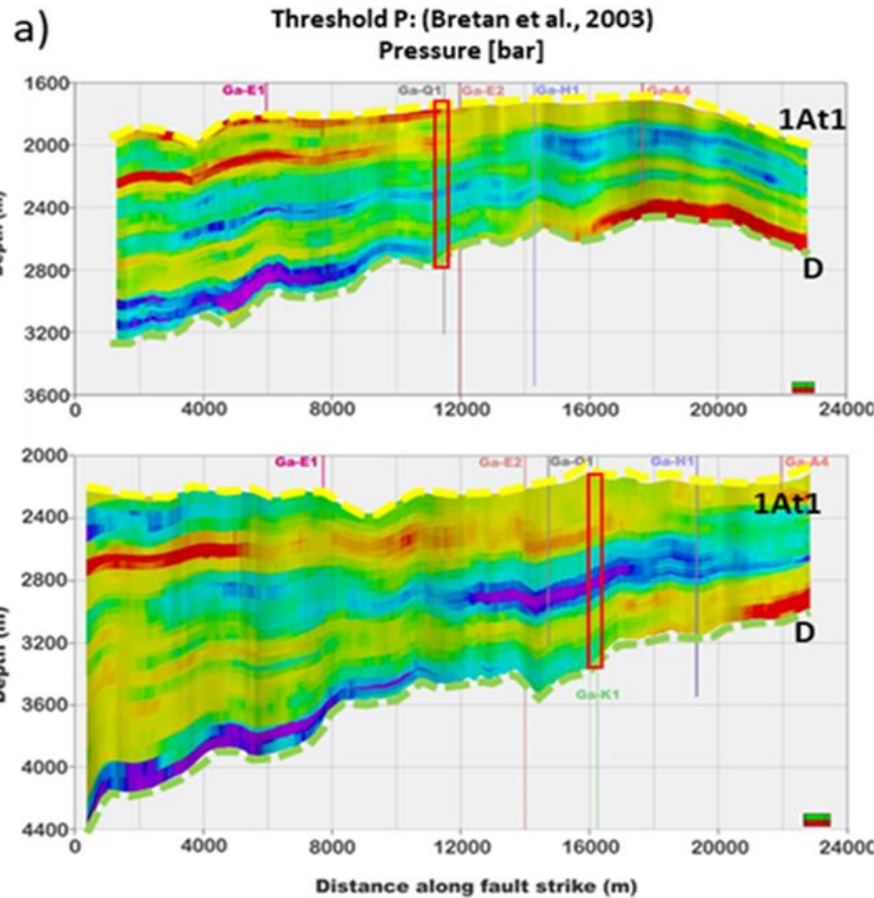 a)
Threshold P: (Bretan et al., 2003)
Pressure [bar]
1600
2000
2400
2800
3200
3600
Ga-E1
Ga-Q1
Ga-E2
Ga-H1
Ga-A4
1At1
D
0
4000
8000
12000
16000
20000
24000
2000
2400
2800
3200
3600
4000
4400
Depth (m)
Ga-E1
Ga-E2
Ga-Q1
Ga-H1
Ga-A4
1At1
D
Ga-K1
0
4000
8000
12000
16000
20000
2400
Distance along fault strike (m)